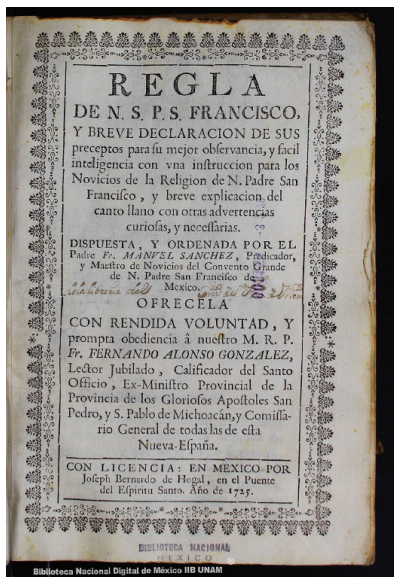 REGLA
DE N. S. P. S. FRANCISCO,
Y BREVE DECLARACION DE SUS
preceptos para su mejor observancia, y facil
inteligencia con vna instruccion para los
Novicios de la Religion de N. Padre San
Francisco, y breve explicacion del
canto llano con otras advertencias
curiosas, y necessarias.
DISPUESTA, Y ORDENADA POR EL
Padre Fr. MANVEL SANCHEZ, Predicador,
y Maestro de Novicios del Convento Grande
de N. Padre San Francisco de
Mexico.
OFRECELA
CON RENDIDA VOLUNTAD, Y
prompta obediencia â nuestro M. R. P.
Fr. FERNANDO ALONSO GONZALEZ,
Lector Jubilado, Calificador del Santo
Officio, Ex-Ministro Provincial de la
Provincia de los Gloriosos Apostoles San
Pedro, y S. Pablo de Michoacán, y Comissa-
rio General de todas las de esta
Nueva-España.
CON LICENCIA: EN MEXICO POR
Joseph Bernardo de Hogal, en el Puente
del Espiritu Santo. Año de 1725.
BIBLIOTECA NACIONAL
MEXICO
Biblioteca Nacional Digital de México IIB UNAM